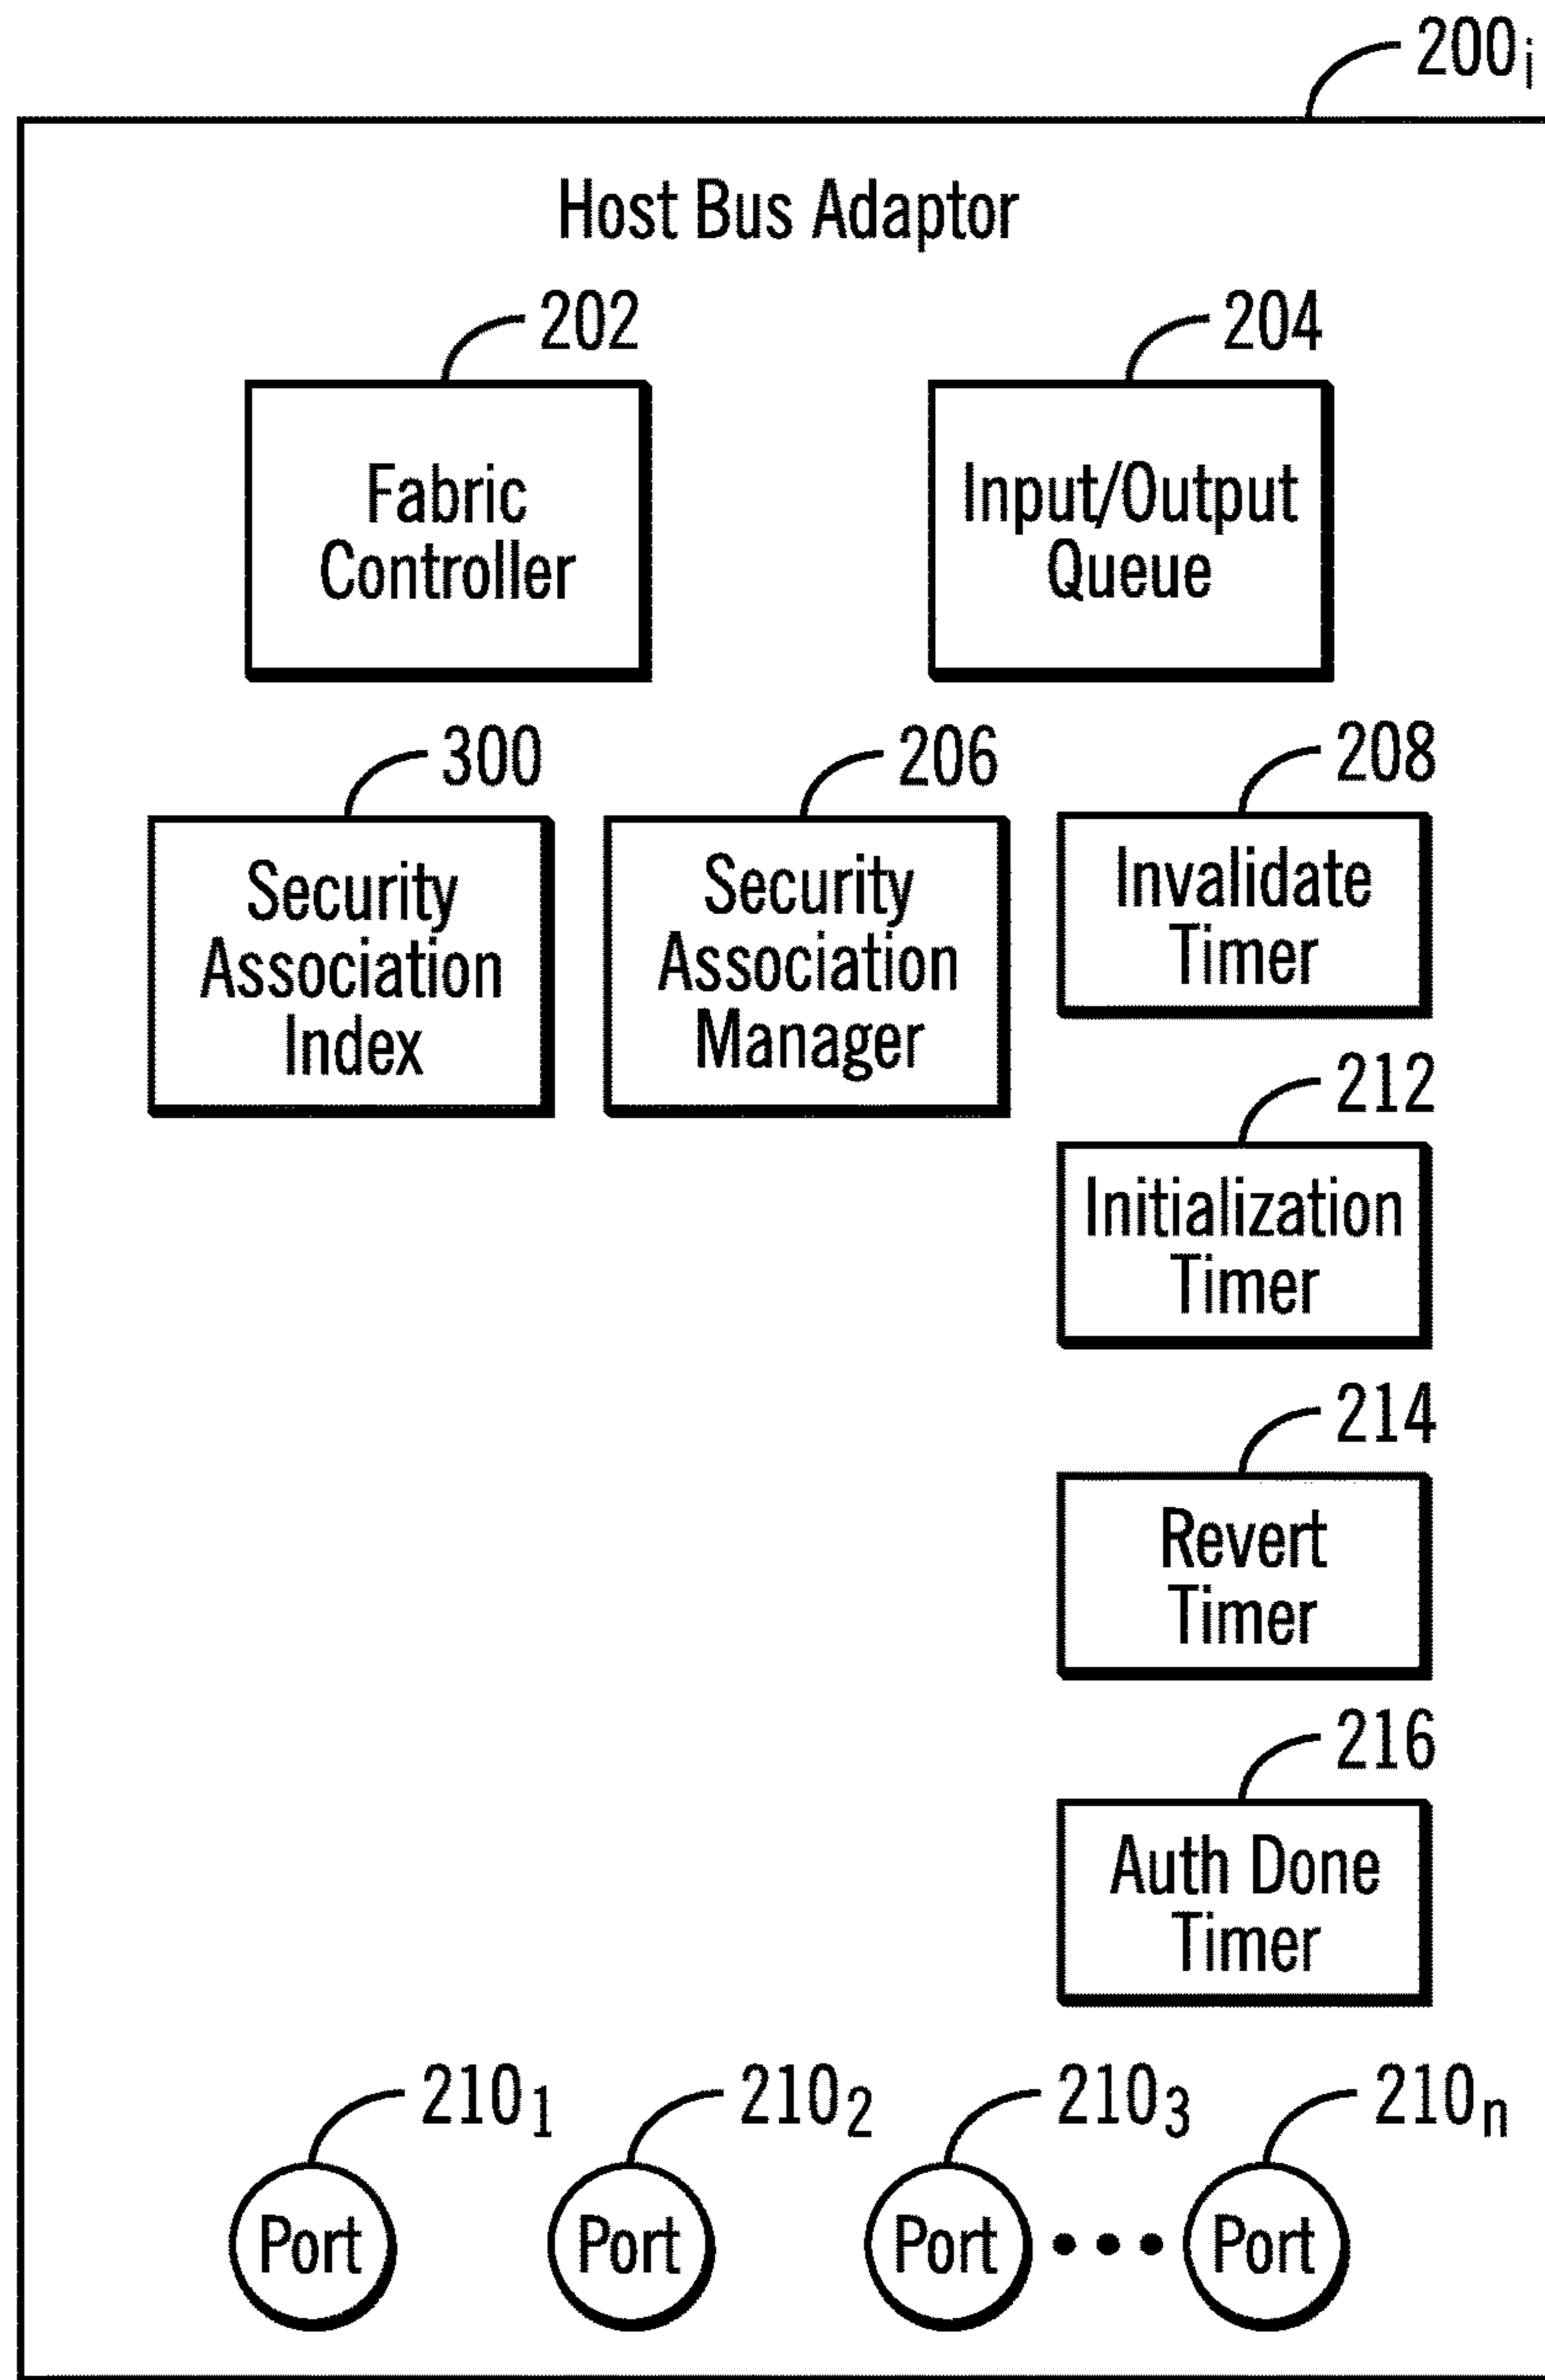 200i
Host Bus Adaptor
202
204
Fabric
Controller
Input/Output
Queue
300
206
208
Security
Association
Index
Security
Association
Manager
Invalidate
Timer
212
Initialization
Timer
214
Revert
Timer
216
Auth Done
Timer
210₁
210₂
210₃
210ₙ
Port
Port
Port
•••
Port